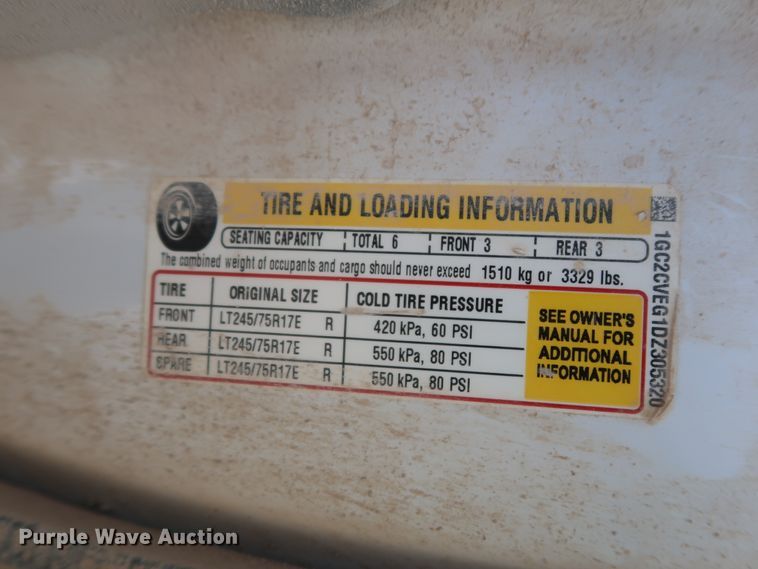 TIRE AND LOADING INFORMATION
SEATING CAPACITY TOTAL 6 FRONT 3 REAR 3
The combined weight of occupants and cargo should never exceed 1510 kg or 3329 lbs.
TIRE ORIGINAL SIZE COLD TIRE PRESSURE
FRONT LT245/75R17E R 420 kPa, 60 PSI
REAR LT245/75R17E R 550 kPa, 80 PSI
SPARE LT245/75R17E R 550 kPa, 80 PSI
SEE OWNER'S
MANUAL FOR
ADDITIONAL
INFORMATION
1GC2CVEG1DZ305320
Purple Wave Auction